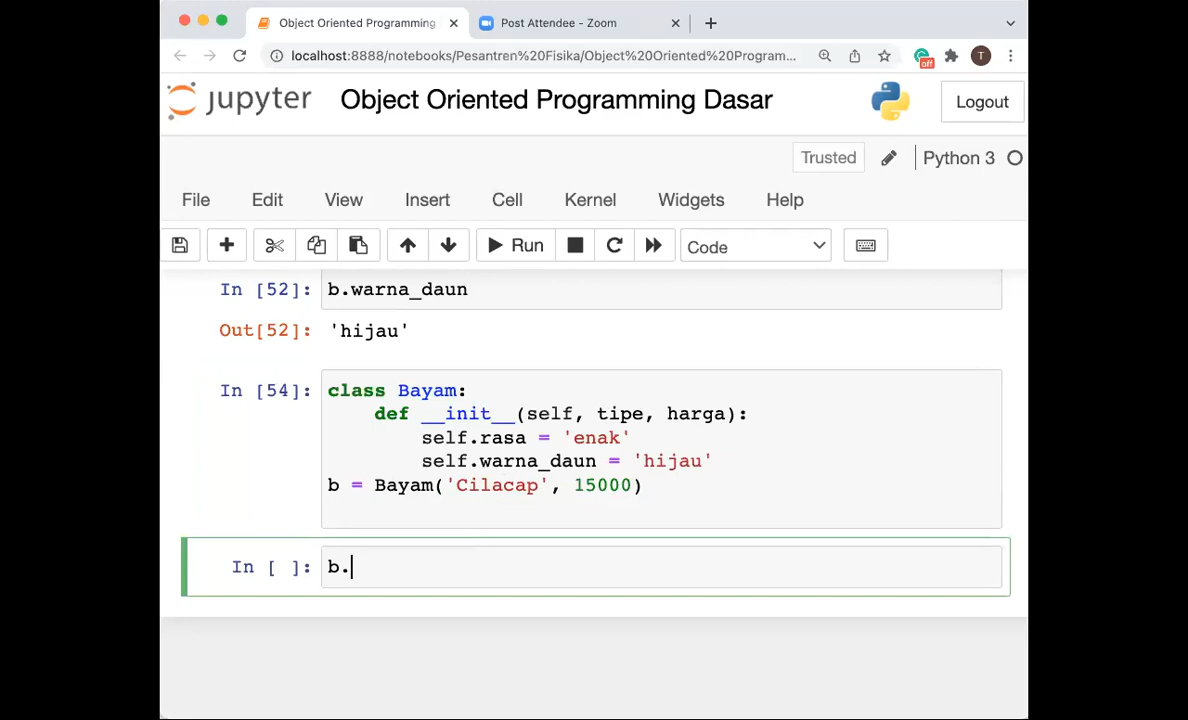 Object Oriented Programming
Post Attendee - Zoom
localhost:8888/notebooks/Pesantren%20Fisika/Object%20Oriented%20Program...
off
T
jupyter Object Oriented Programming Dasar
Logout
Trusted
Python 3
File Edit View Insert Cell Kernel Widgets Help
Run
Code
In [52]: b.warna_daun
Out[52]: 'hijau'
In [54]: class Bayam:
def __init__(self, tipe, harga):
self.rasa = 'enak'
self.warna_daun = 'hijau'
b = Bayam('Cilacap', 15000)
In [ ]: b.